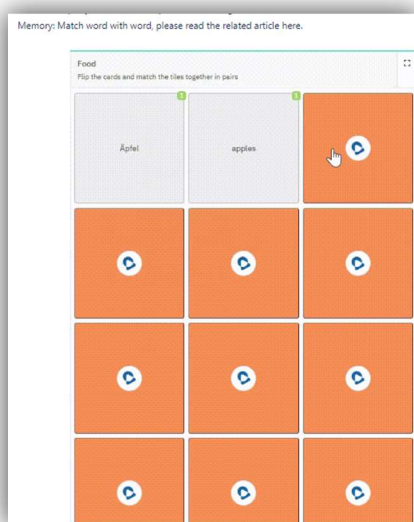 Memory: Match word with word, please read the related article here.
Food
Flip the cards and match the tiles together in pairs
1
1
Äpfel
apples